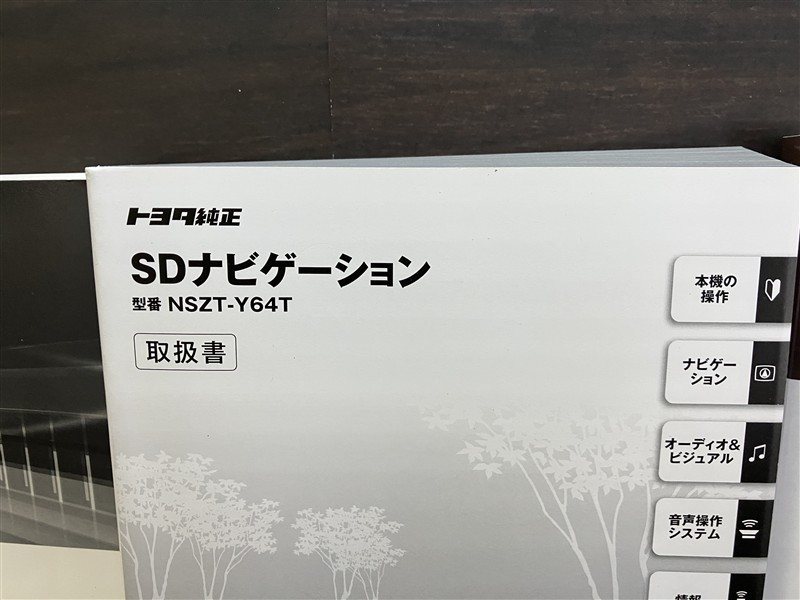 トヨタ純正
SDナビゲーション
型番 NSZT-Y64T
取扱書
本機の
操作
ナビゲー
ション
オーディオ&
ビジュアル
音声操作
システム
情報